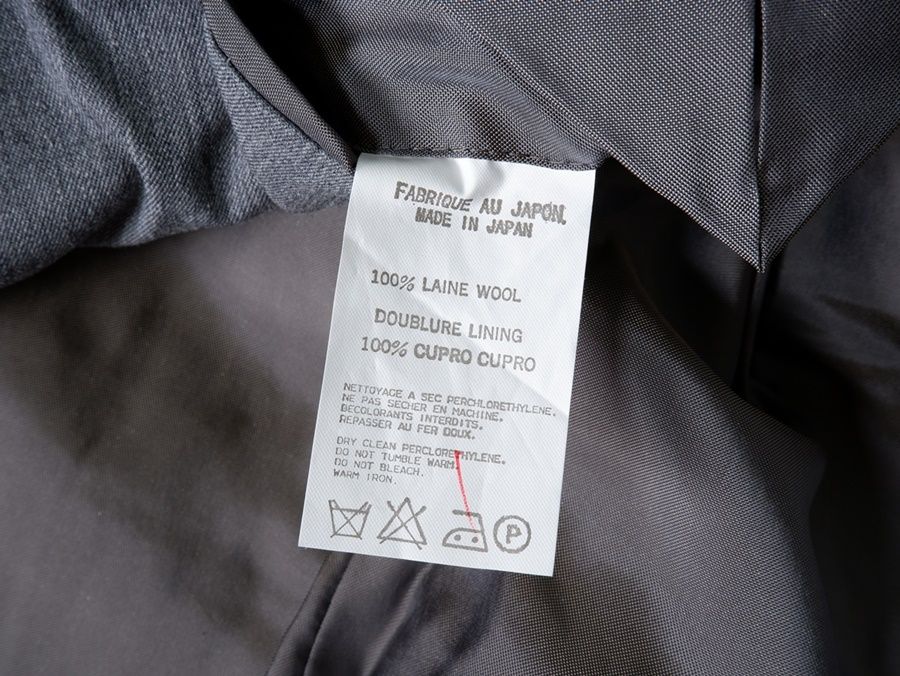 FABRIQUE AU JAPON.
MADE IN JAPAN
100% LAINE WOOL
DOUBLURE LINING
100% CUPRO CUPRO
NETTOYAGE A SEC PERCHLORETHYLENE.
NE PAS SECHER EN MACHINE.
DECOLORANTS INTERDITS.
REPASSER AU FER DOUX.
DRY CLEAN PERCLORETHYLENE.
DO NOT TUMBLE WARM.
DO NOT BLEACH.
WARM IRON.
P